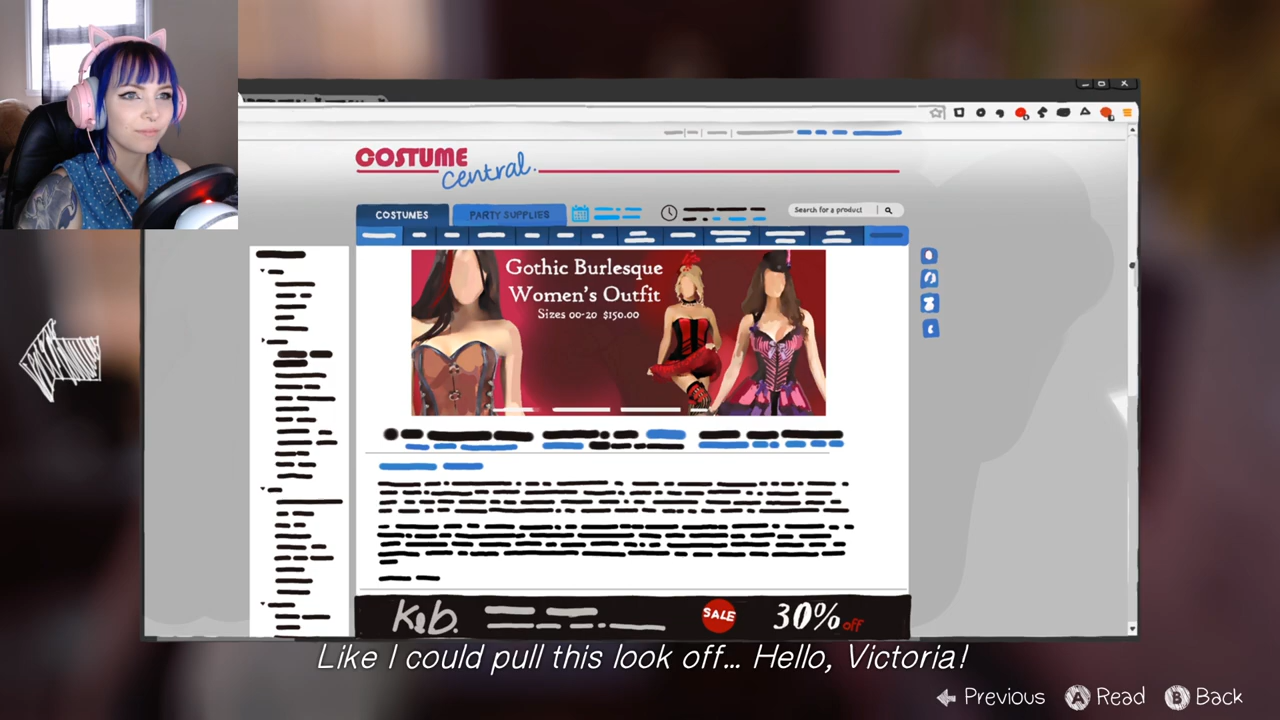 COSTUME
central.
COSTUMES
PARTY SUPPLIES
Search for a product
Gothic Burlesque
Women's Outfit
Sizes 00-20 $150.00
K&b.
SALE
30% off
Like I could pull this look off... Hello, Victoria!
Previous
A Read
B Back